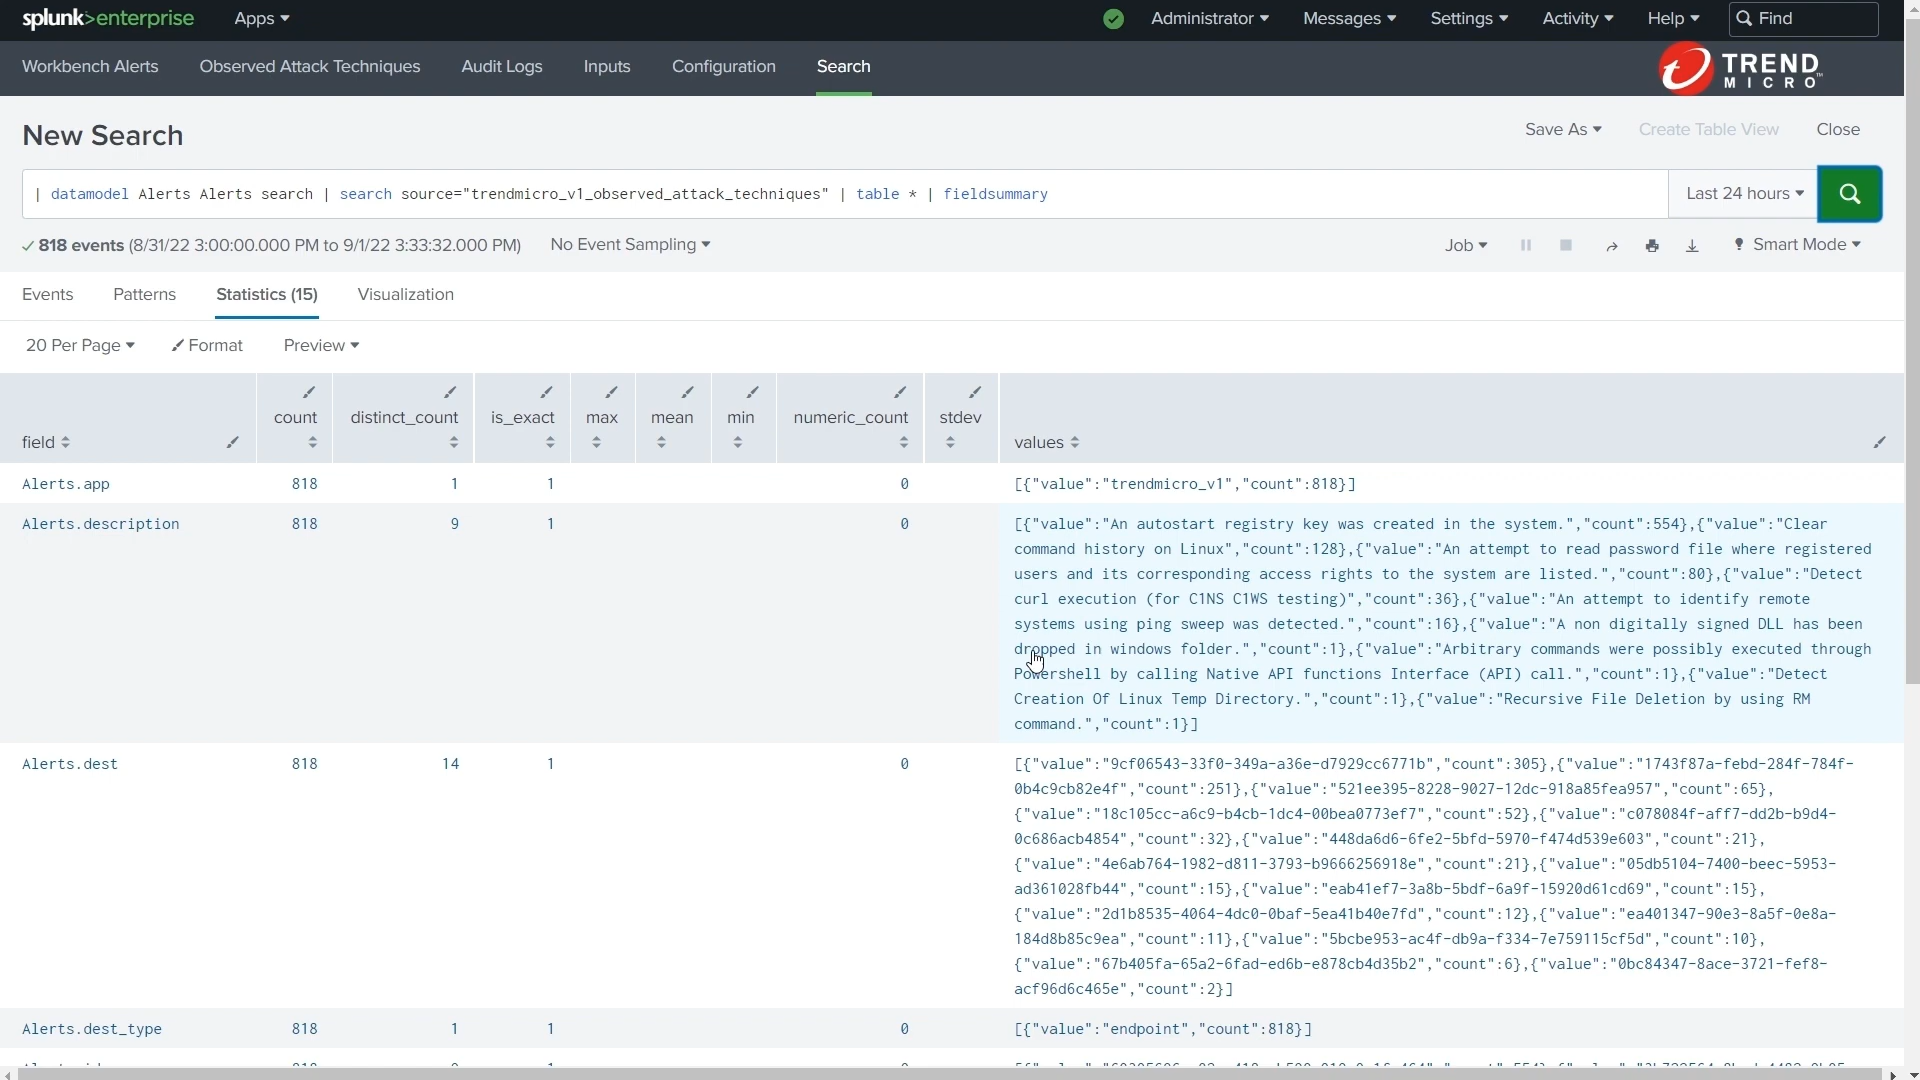 splunk>enterprise Apps Administrator Messages Settings Activity Help Find
Workbench Alerts Observed Attack Techniques Audit Logs Inputs Configuration Search TREND MICRO™
New Search Save As Create Table View Close
| datamodel Alerts Alerts search | search source="trendmicro_v1_observed_attack_techniques" | table * | fieldsummary Last 24 hours
818 events (8/31/22 3:00:00.000 PM to 9/1/22 3:33:32.000 PM) No Event Sampling Job Smart Mode
Events Patterns Statistics (15) Visualization
20 Per Page Format Preview
field count distinct_count is_exact max mean min numeric_count stdev values
Alerts.app 818 1 1 0 [{"value":"trendmicro_v1","count":818}]
Alerts.description 818 9 1 0 [{"value":"An autostart registry key was created in the system.","count":554},{"value":"Clear
command history on Linux","count":128},{"value":"An attempt to read password file where registered
users and its corresponding access rights to the system are listed.","count":80},{"value":"Detect
curl execution (for C1NS C1WS testing)","count":36},{"value":"An attempt to identify remote
systems using ping sweep was detected.","count":16},{"value":"A non digitally signed DLL has been
dropped in windows folder.","count":1},{"value":"Arbitrary commands were possibly executed through
Powershell by calling Native API functions Interface (API) call.","count":1},{"value":"Detect
Creation Of Linux Temp Directory.","count":1},{"value":"Recursive File Deletion by using RM
command.","count":1}]
Alerts.dest 818 14 1 0 [{"value":"9cf06543-33f0-349a-a36e-d7929cc6771b","count":305},{"value":"1743f87a-febd-284f-784f-
0b4c9cb82e4f","count":251},{"value":"521ee395-8228-9027-12dc-918a85fea957","count":65},
{"value":"18c105cc-a6c9-b4cb-1dc4-00bea0773ef7","count":52},{"value":"c078084f-aff7-dd2b-b9d4-
0c686acb4854","count":32},{"value":"448da6d6-6fe2-5bfd-5970-f474d539e603","count":21},
{"value":"4e6ab764-1982-d811-3793-b9666256918e","count":21},{"value":"05db5104-7400-beec-5953-
ad361028fb44","count":15},{"value":"eab41ef7-3a8b-5bdf-6a9f-15920d61cd69","count":15},
{"value":"2d1b8535-4064-4dc0-0baf-5ea41b40e7fd","count":12},{"value":"ea401347-90e3-8a5f-0e8a-
184d8b85c9ea","count":11},{"value":"5bcbe953-ac4f-db9a-f334-7e759115cf5d","count":10},
{"value":"67b405fa-65a2-6fad-ed6b-e878cb4d35b2","count":6},{"value":"0bc84347-8ace-3721-fef8-
acf96d6c465e","count":2}]
Alerts.dest_type 818 1 1 0 [{"value":"endpoint","count":818}]